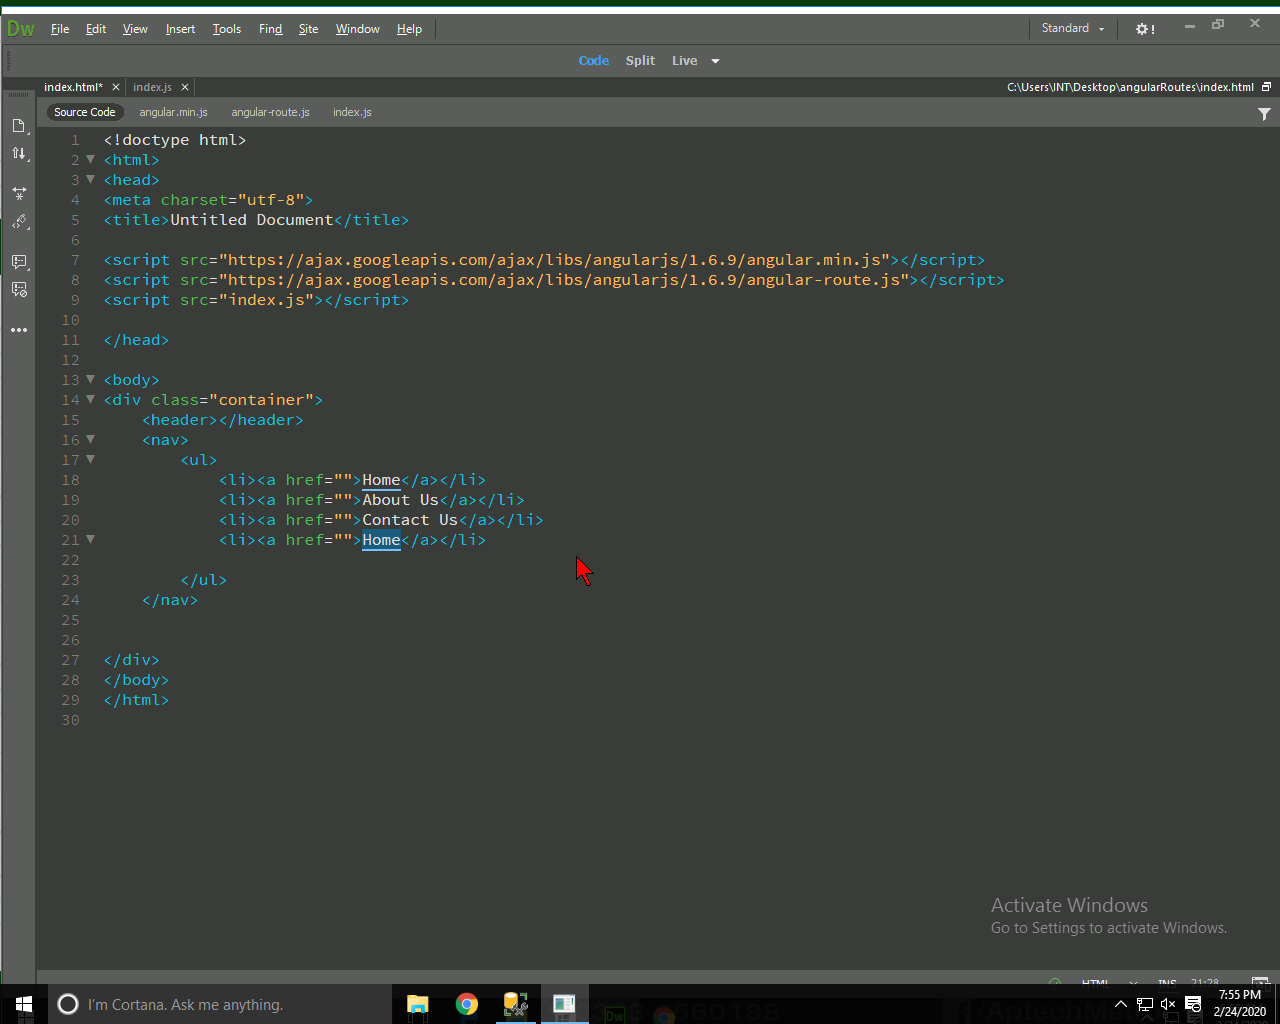 Dw File Edit View Insert Tools Find Site Window Help Standard !
Code Split Live
index.html* index.js C:\Users\INT\Desktop\angularRoutes\index.html
Source Code angular.min.js angular-route.js index.js
1 <!doctype html>
2 <html>
3 <head>
4 <meta charset="utf-8">
5 <title>Untitled Document</title>
6
7 <script src="https://ajax.googleapis.com/ajax/libs/angularjs/1.6.9/angular.min.js"></script>
8 <script src="https://ajax.googleapis.com/ajax/libs/angularjs/1.6.9/angular-route.js"></script>
9 <script src="index.js"></script>
10
11 </head>
12
13 <body>
14 <div class="container">
15 <header></header>
16 <nav>
17 <ul>
18 <li><a href="">Home</a></li>
19 <li><a href="">About Us</a></li>
20 <li><a href="">Contact Us</a></li>
21 <li><a href="">Home</a></li>
22
23 </ul>
24 </nav>
25
26
27 </div>
28 </body>
29 </html>
30
Activate Windows
Go to Settings to activate Windows.
HTML INS 21:28
I'm Cortana. Ask me anything.
7:55 PM
2/24/2020